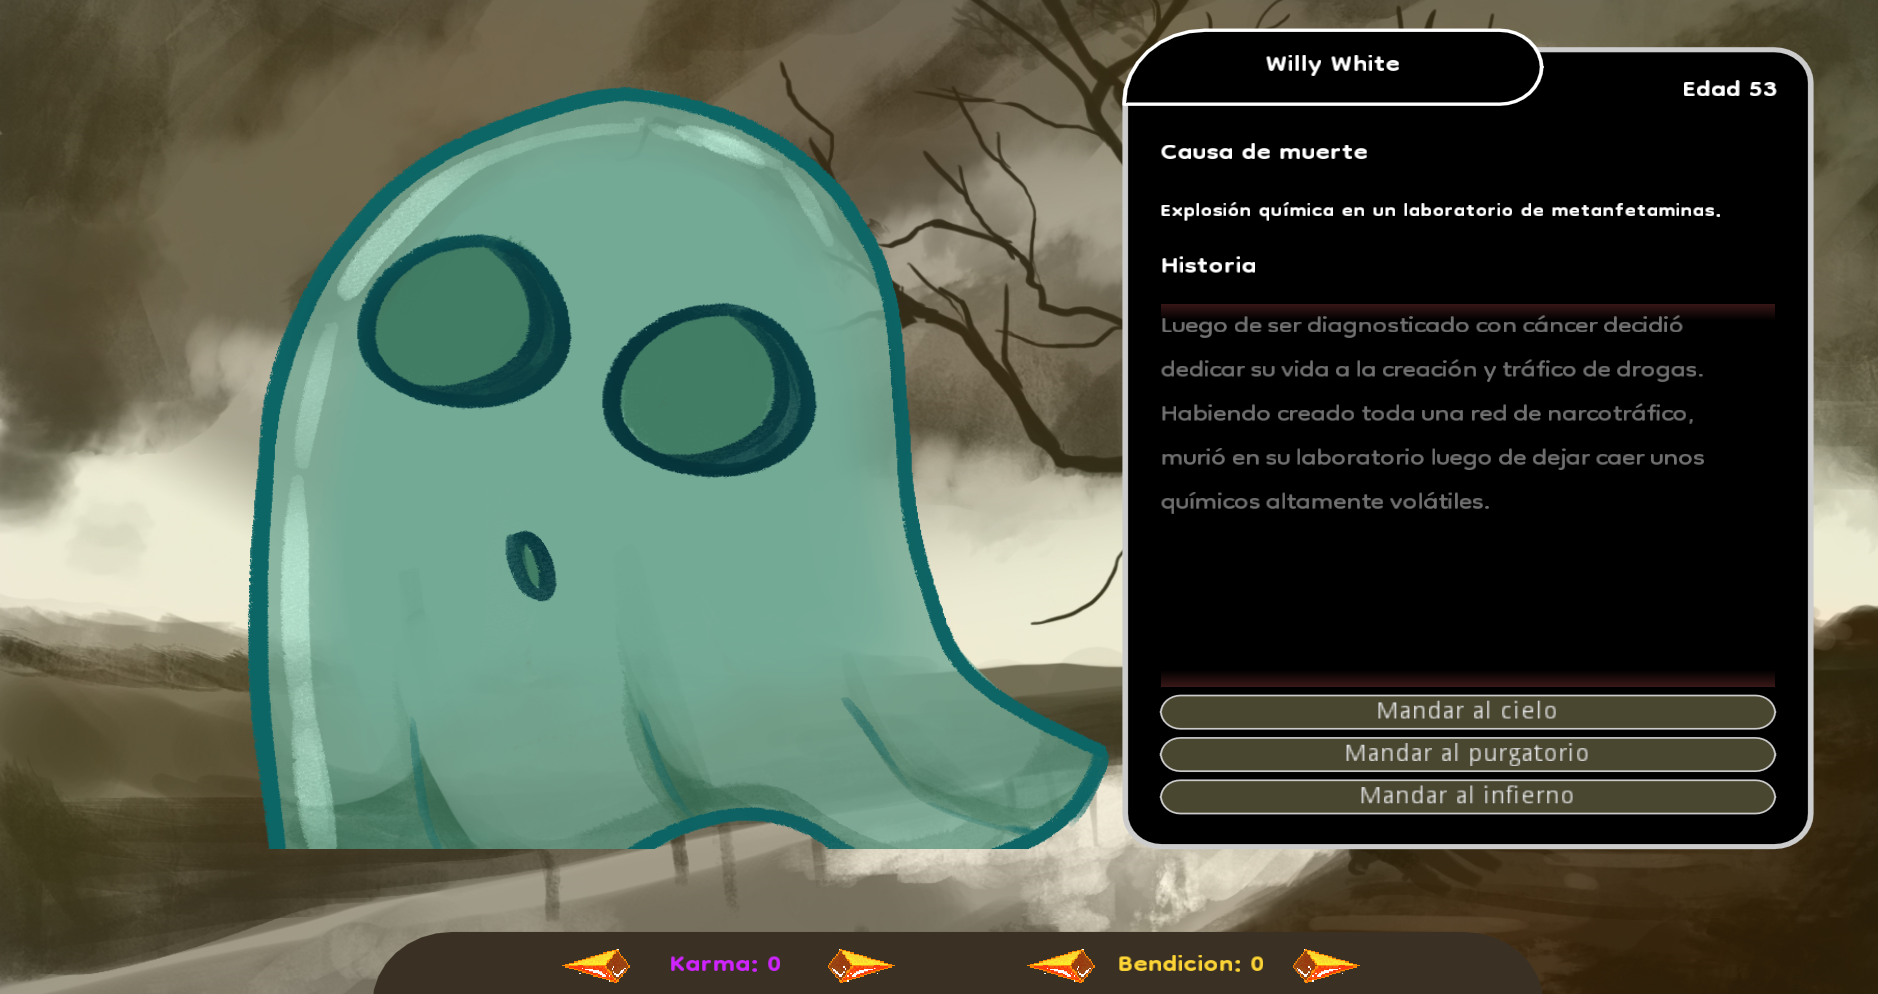 Willy White
Edad 53
Causa de muerte
Explosión química en un laboratorio de metanfetaminas.
Historia
Luego de ser diagnosticado con cáncer decidió
dedicar su vida a la creación y tráfico de drogas.
Habiendo creado toda una red de narcotráfico,
murió en su laboratorio luego de dejar caer unos
químicos altamente volátiles.
Mandar al cielo
Mandar al purgatorio
Mandar al infierno
Karma: 0
Bendicion: 0